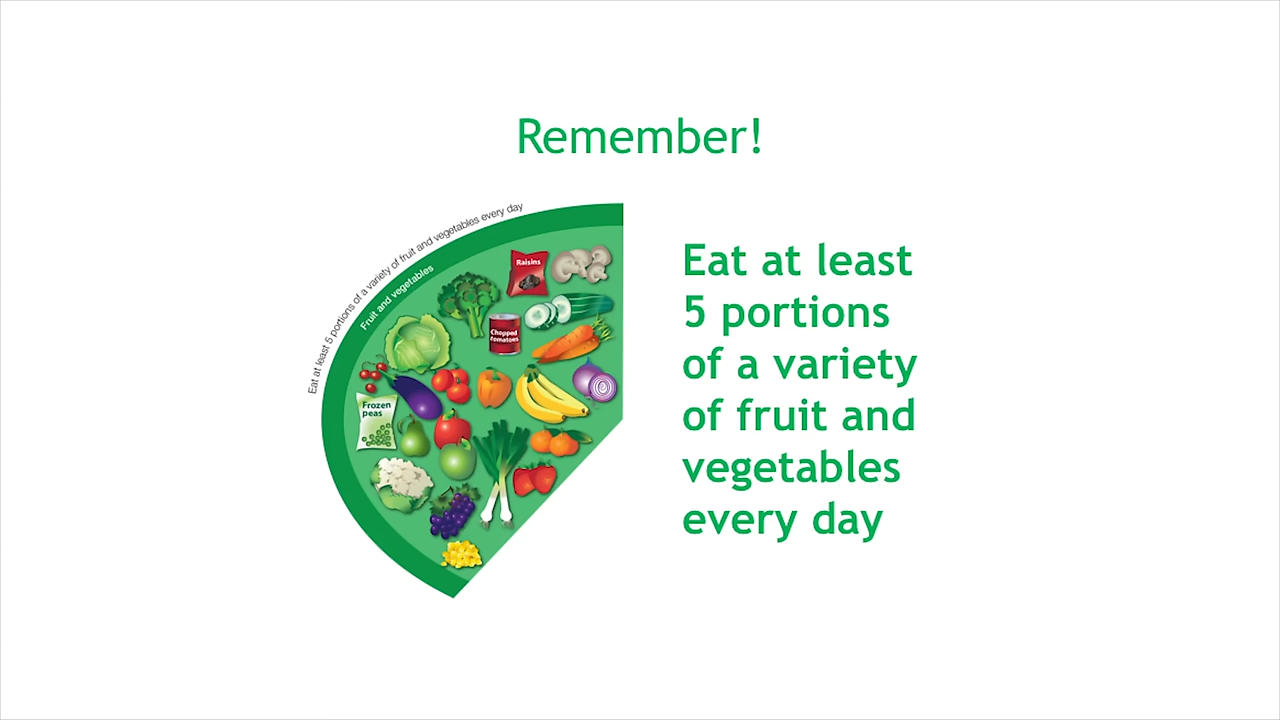 Remember!
Eat at least 5 portions of a variety of fruit and vegetables every day
Fruit and vegetables
Raisins
Chopped
tomatoes
Frozen
peas
Eat at least
5 portions
of a variety
of fruit and
vegetables
every day